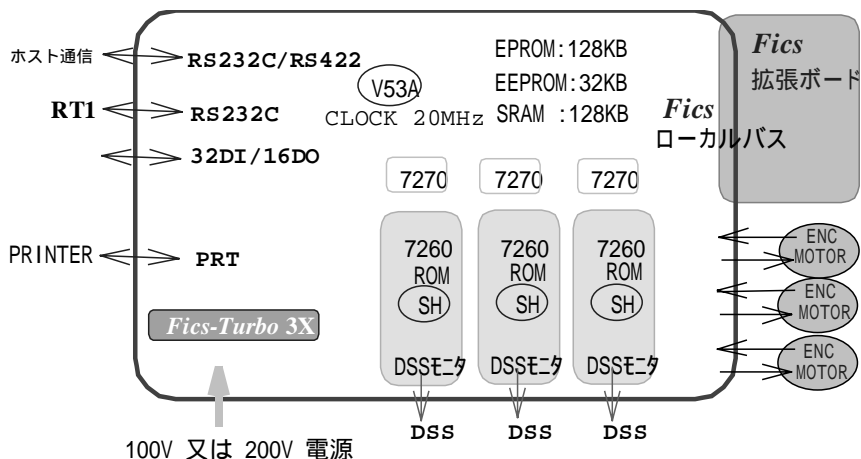 ホスト通信
RS232C/RS422
RT1
RS232C
32DI/16DO
PRINTER
PRT
V53A
CLOCK 20MHz
EPROM:128KB
EEPROM:32KB
SRAM :128KB
Fics
ローカルバス
Fics
拡張ボード
7270
7270
7270
7260
ROM
SH
DSSモニタ
7260
ROM
SH
DSSモニタ
7260
ROM
SH
DSSモニタ
ENC
MOTOR
ENC
MOTOR
ENC
MOTOR
Fics-Turbo 3X
DSS
DSS
DSS
100V 又は 200V 電源